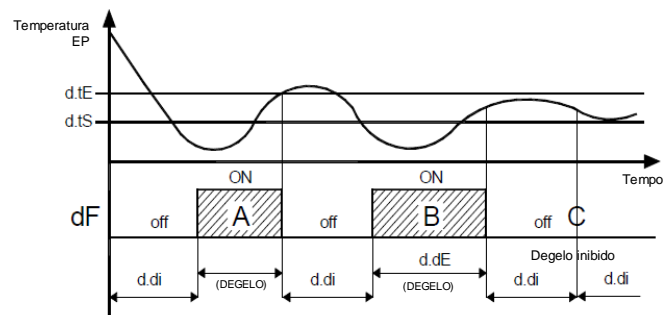 Temperatura
EP
d.tE
d.tS
Tempo
ON
ON
dF
off
A
off
B
off
C
Degelo inibido
d.di
(DEGELO)
d.di
d.dE
(DEGELO)
d.di
d.di